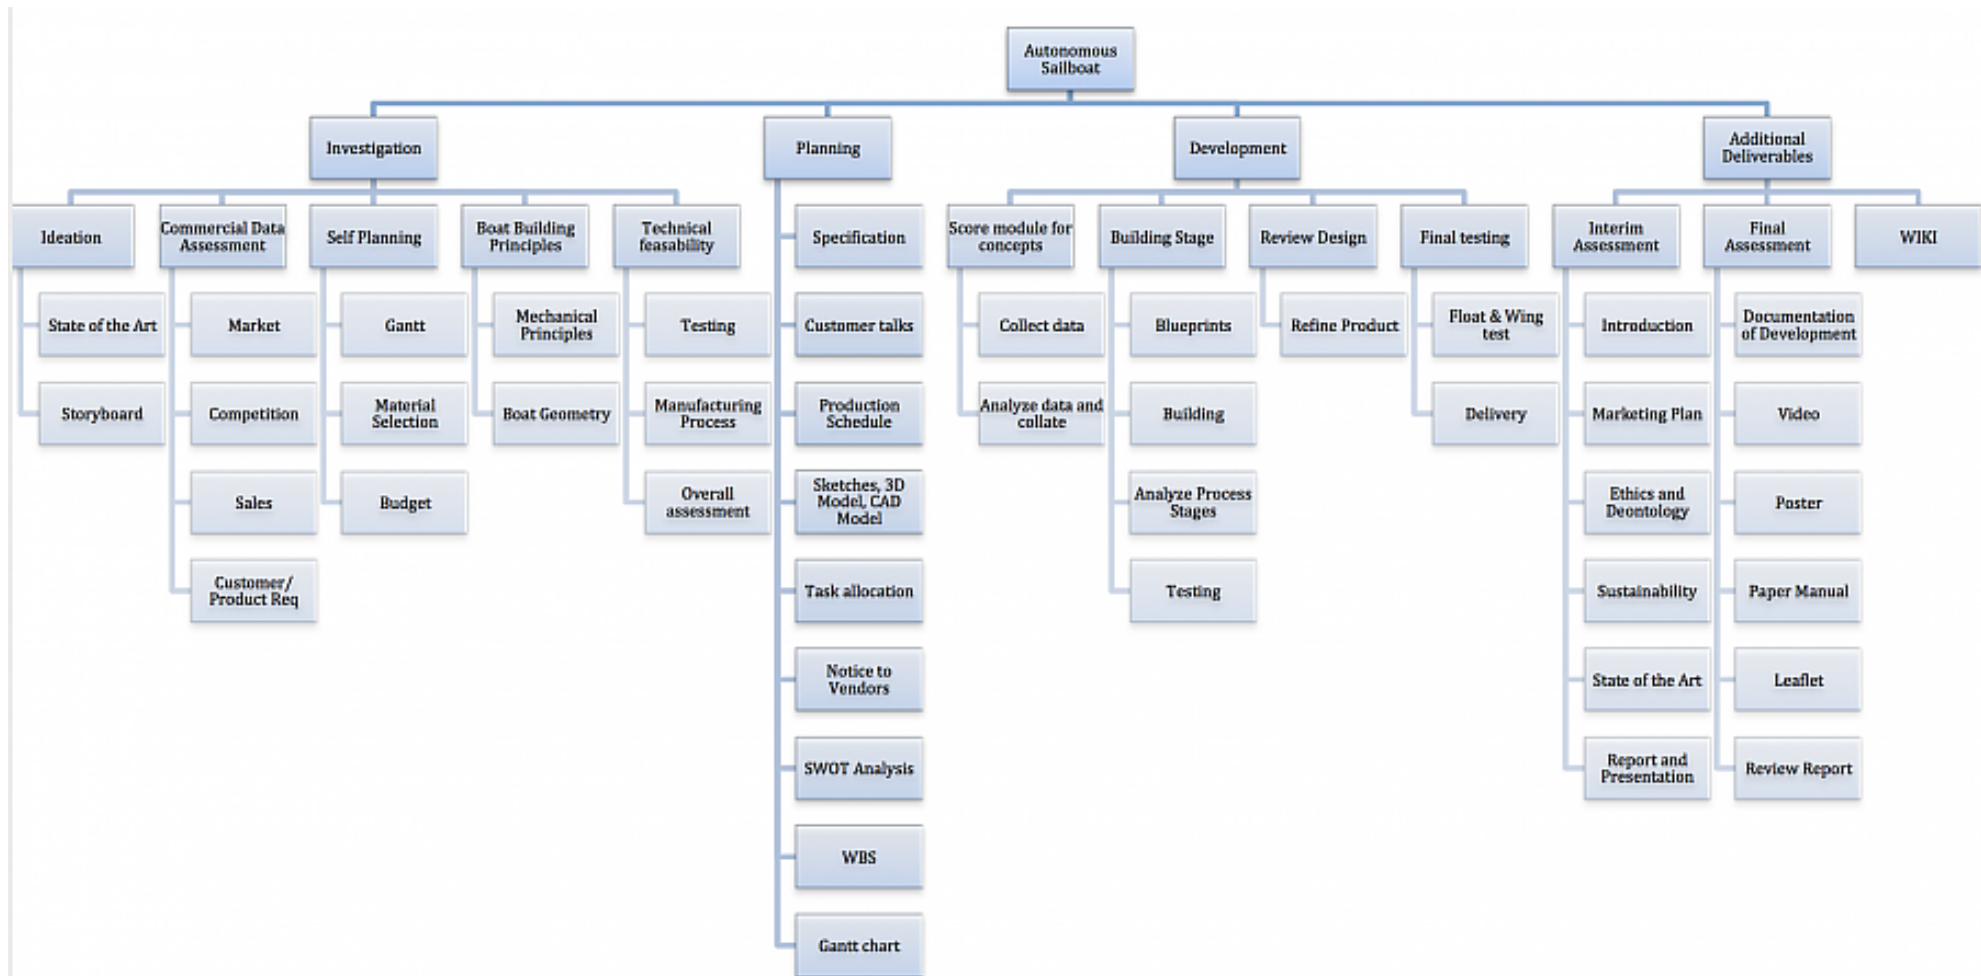 Autonomous
Sailboat
Investigation
Planning
Development
Additional
Deliverables
Ideation
Commercial Data
Assessment
Self Planning
Boat Building
Principles
Technical
feasability
Specification
Score module for
concepts
Building Stage
Review Design
Final testing
Interim
Assessment
Final
Assessment
WIKI
State of the Art
Market
Gantt
Mechanical
Principles
Testing
Customer talks
Collect data
Blueprints
Refine Product
Float & Wing
test
Introduction
Documentation
of Development
Storyboard
Competition
Material
Selection
Boat Geometry
Manufacturing
Process
Production
Schedule
Analyze data and
collate
Building
Delivery
Marketing Plan
Video
Sales
Budget
Overall
assessment
Sketches, 3D
Model, CAD
Model
Analyze Process
Stages
Ethics and
Deontology
Poster
Customer/
Product Req
Task allocation
Testing
Sustainability
Paper Manual
Notice to
Vendors
State of the Art
Leaflet
SWOT Analysis
Report and
Presentation
Review Report
WBS
Gantt chart